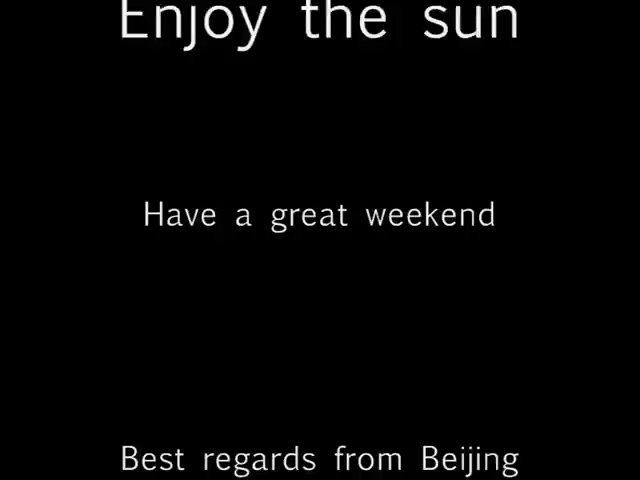 Enjoy the sun
Have a great weekend
Best regards from Beijing